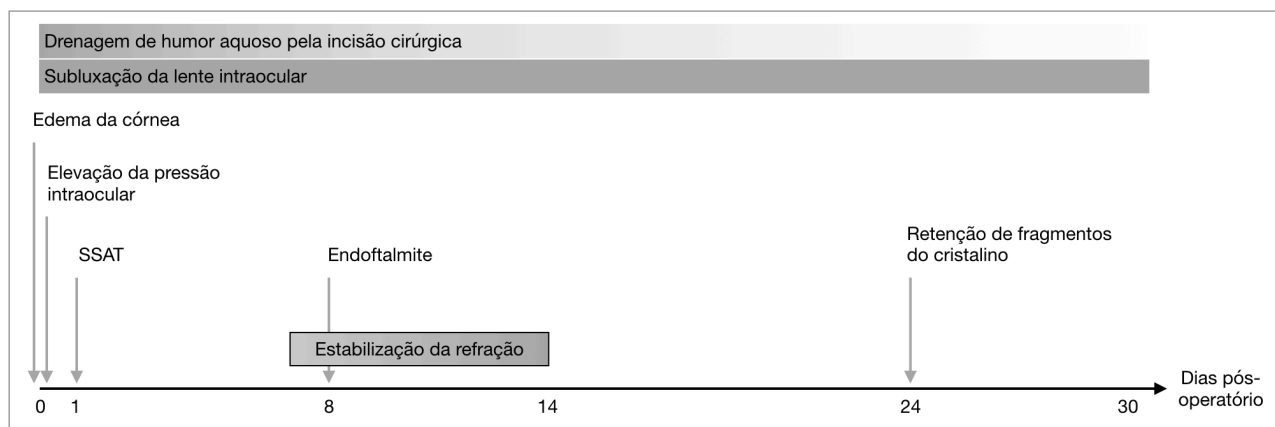 Drenagem de humor aquoso pela incisão cirúrgica
Subluxação da lente intraocular
Edema da córnea
Elevação da pressão
intraocular
SSAT
Endoftalmite
Retenção de fragmentos
do cristalino
Estabilização da refração
0 1 8 14 24 30
Dias pós-
operatório